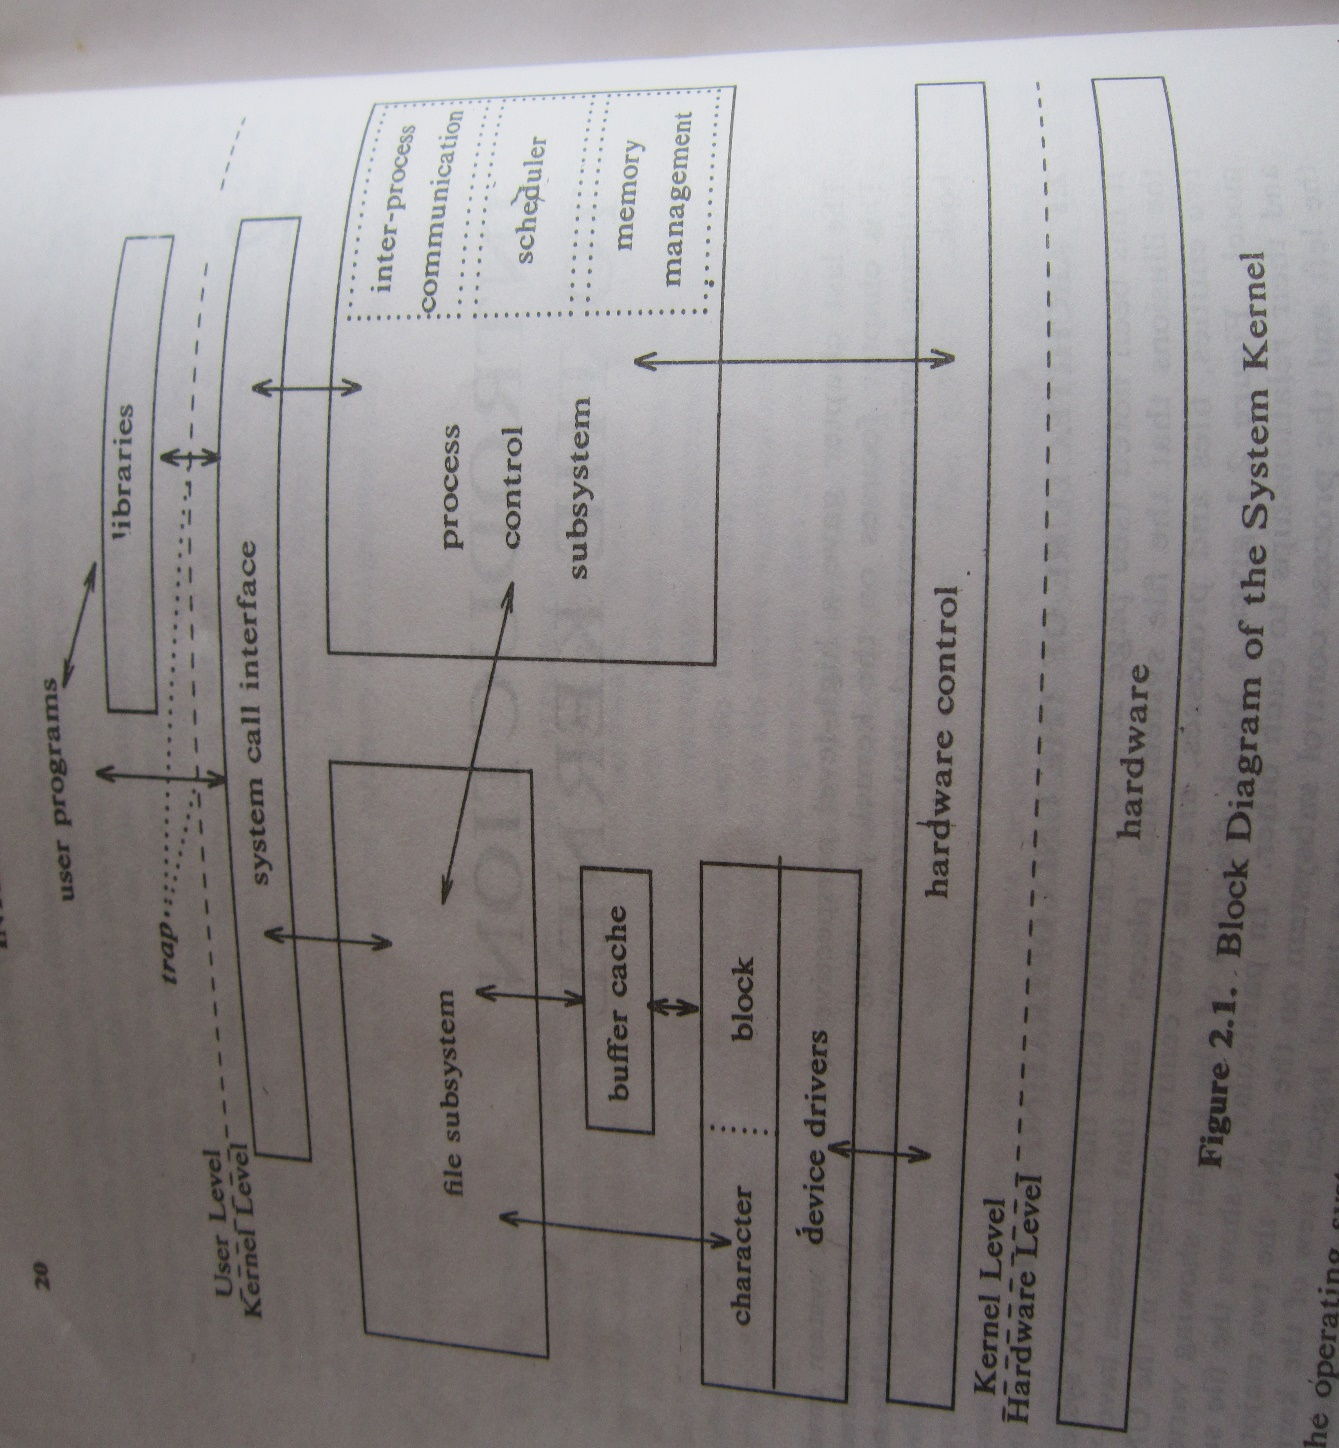 20
user programs
libraries
trap
User Level
Kernel Level
system call interface
file subsystem
process
control
subsystem
inter-process
communication
scheduler
memory
management
buffer cache
character
block
device drivers
hardware control
Kernel Level
Hardware Level
hardware
Figure 2.1. Block Diagram of the System Kernel
operating